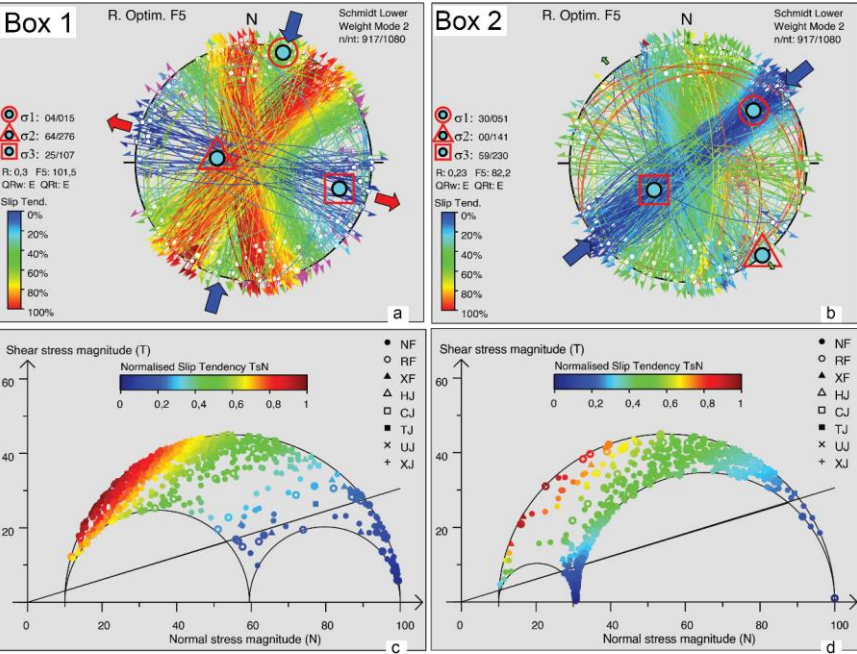 Box 1
R. Optim. F5
N
Schmidt Lower
Weight Mode 2
n/nt: 917/1080
σ1: 04/015
σ2: 64/276
σ3: 25/107
R: 0,3 F5: 101,5
QRw: E QRt: E
Slip Tend.
0%
20%
40%
60%
80%
100%
a
Box 2
R. Optim. F5
N
Schmidt Lower
Weight Mode 2
n/nt: 917/1080
σ1: 30/051
σ2: 00/141
σ3: 59/230
R: 0,23 F5: 82,2
QRw: E QRt: E
Slip Tend.
0%
20%
40%
60%
80%
100%
b
Shear stress magnitude (T)
Normalised Slip Tendency TsN
0 0,2 0,4 0,6 0,8 1
NF
RF
XF
HJ
CJ
TJ
UJ
XJ
60
40
20
0 20 40 60 80 100
Normal stress magnitude (N)
c
Shear stress magnitude (T)
Normalised Slip Tendency TsN
0 0,2 0,4 0,6 0,8 1
NF
RF
XF
HJ
CJ
TJ
UJ
XJ
60
40
20
0 20 40 60 80 100
Normal stress magnitude (N)
d